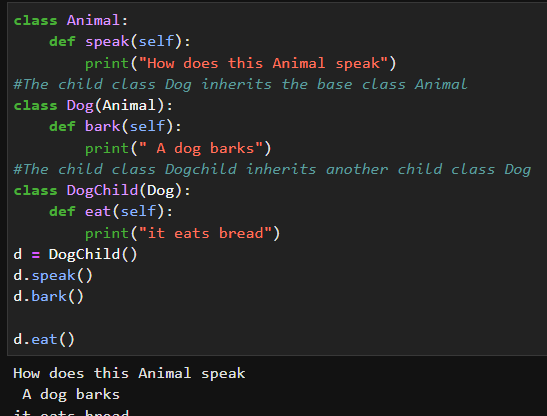 class Animal:
    def speak(self):
        print("How does this Animal speak")
#The child class Dog inherits the base class Animal
class Dog(Animal):
    def bark(self):
        print(" A dog barks")
#The child class Dogchild inherits another child class Dog
class DogChild(Dog):
    def eat(self):
        print("it eats bread")
d = DogChild()
d.speak()
d.bark()

d.eat()
How does this Animal speak
 A dog barks
it eats bread